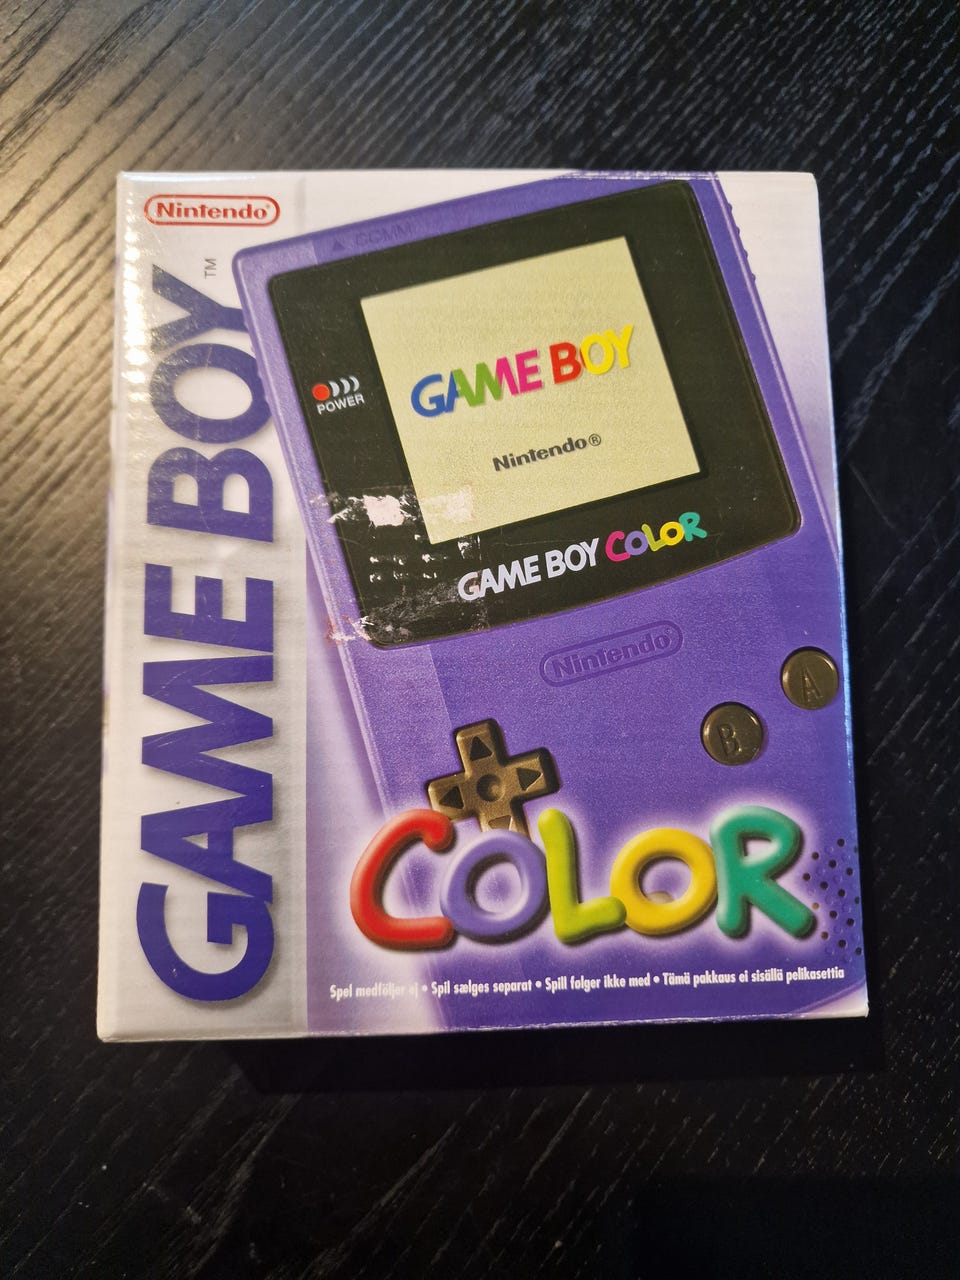 Nintendo®
GAME BOY™
COMM
POWER
GAME BOY
Nintendo®
GAME BOY COLOR
Nintendo®
A
B
COLOR
Spel medföljer ej • Spil sælges separat • Spill følger ikke med • Tämä pakkaus ei sisällä pelikasettia